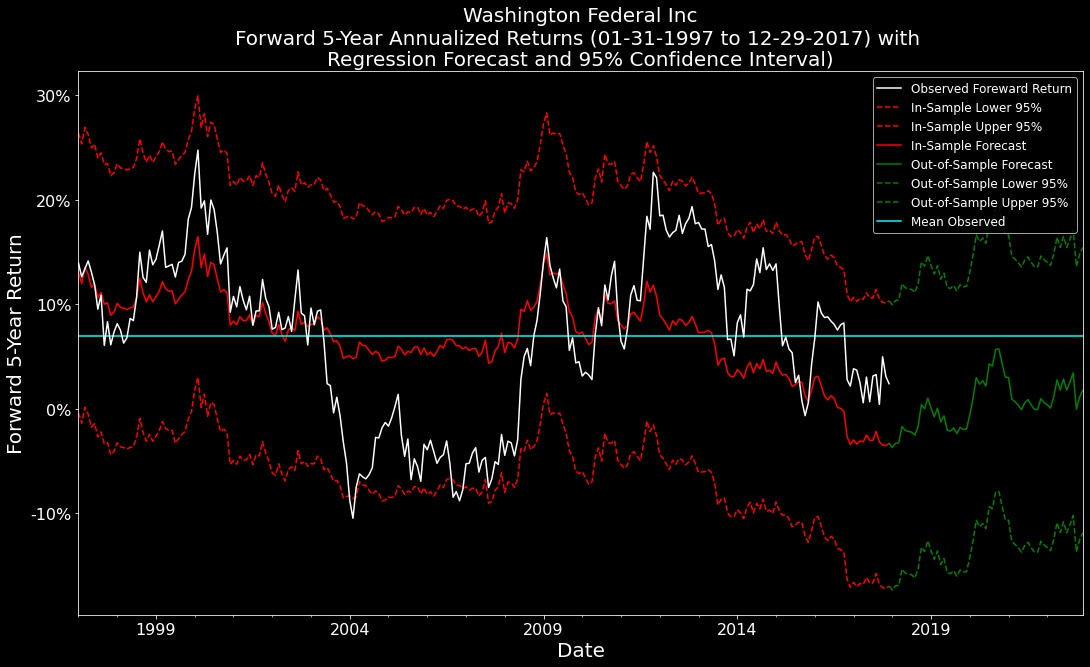 Washington Federal Inc
Forward 5-Year Annualized Returns (01-31-1997 to 12-29-2017) with
Regression Forecast and 95% Confidence Interval)
Observed Foreward Return
In-Sample Lower 95%
In-Sample Upper 95%
In-Sample Forecast
Out-of-Sample Forecast
Out-of-Sample Lower 95%
Out-of-Sample Upper 95%
Mean Observed
Forward 5-Year Return
30%
20%
10%
0%
-10%
1999
2004
2009
2014
2019
Date